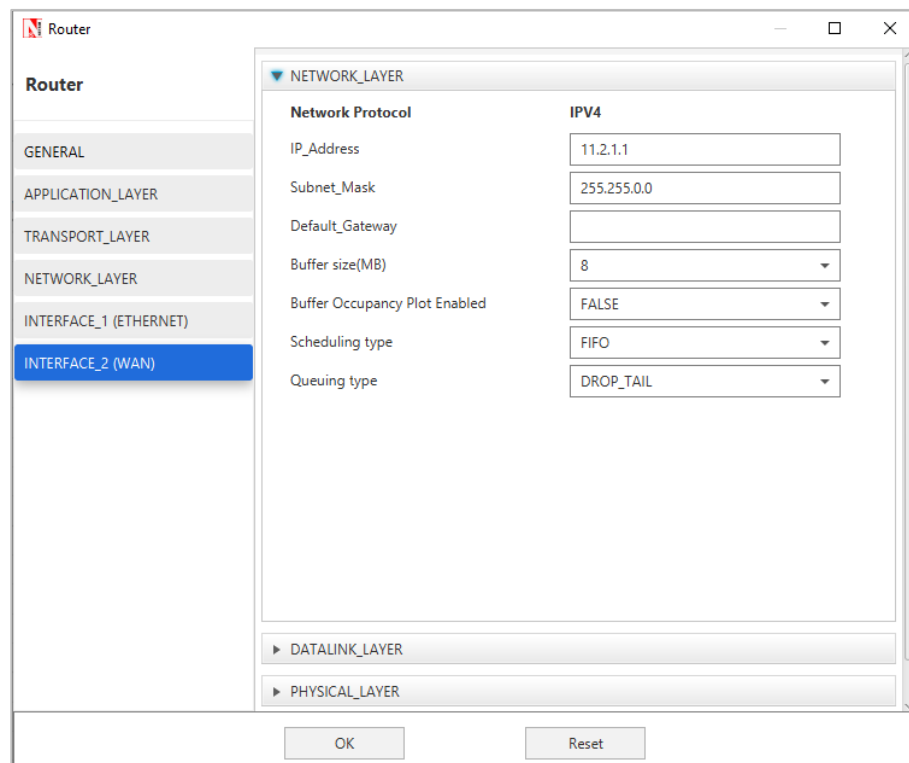 Router
Router
GENERAL
APPLICATION_LAYER
TRANSPORT_LAYER
NETWORK_LAYER
INTERFACE_1 (ETHERNET)
INTERFACE_2 (WAN)
NETWORK_LAYER
Network Protocol IPV4
IP_Address 11.2.1.1
Subnet_Mask 255.255.0.0
Default_Gateway
Buffer size(MB) 8
Buffer Occupancy Plot Enabled FALSE
Scheduling type FIFO
Queuing type DROP_TAIL
DATALINK_LAYER
PHYSICAL_LAYER
OK Reset